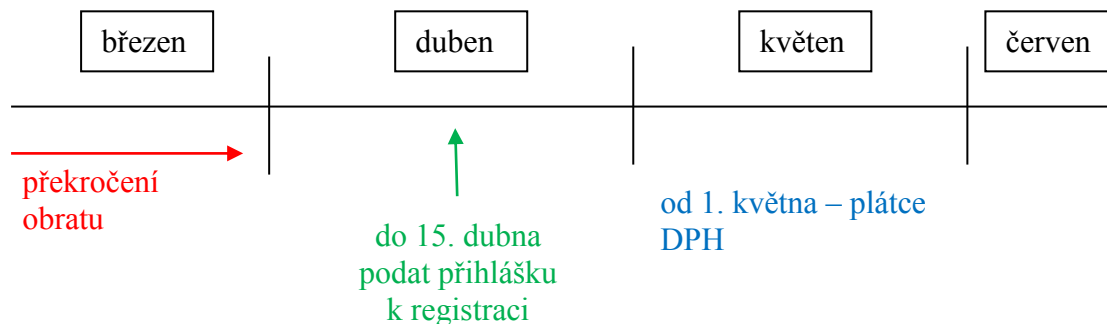 březen
duben
květen
červen
překročení
obratu
do 15. dubna
podat přihlášku
k registraci
od 1. května – plátce
DPH